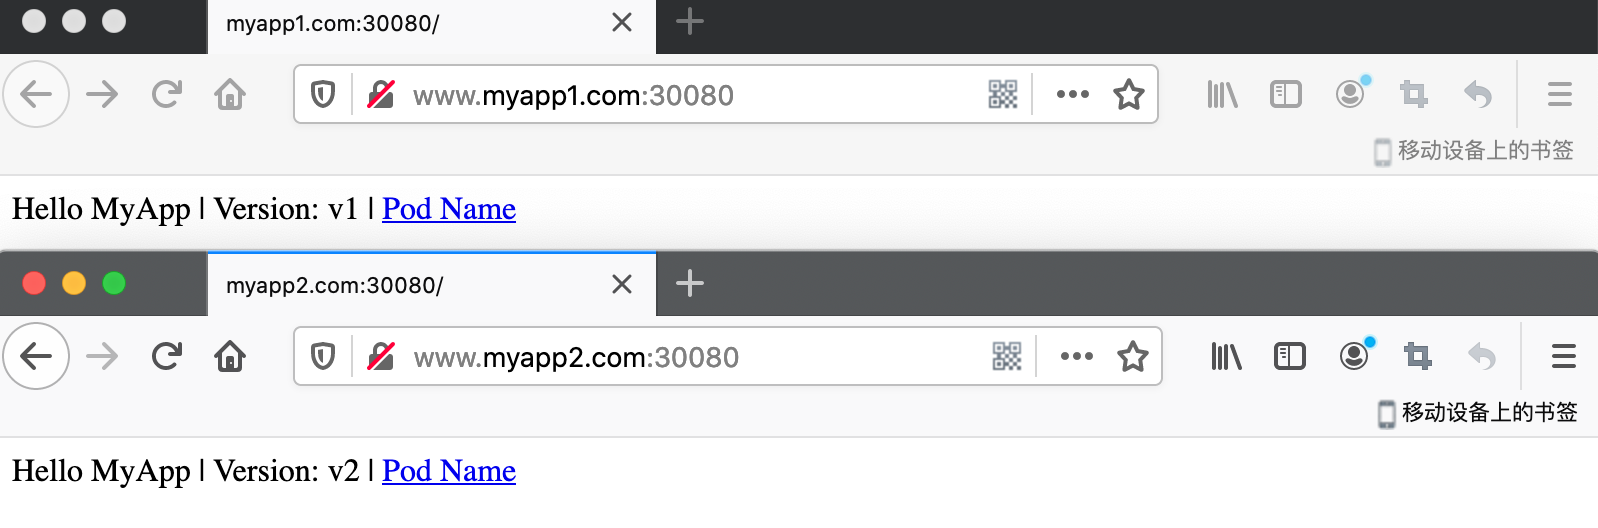 myapp1.com:30080/
www.myapp1.com:30080
移动设备上的书签
Hello MyApp | Version: v1 | Pod Name
myapp2.com:30080/
www.myapp2.com:30080
移动设备上的书签
Hello MyApp | Version: v2 | Pod Name